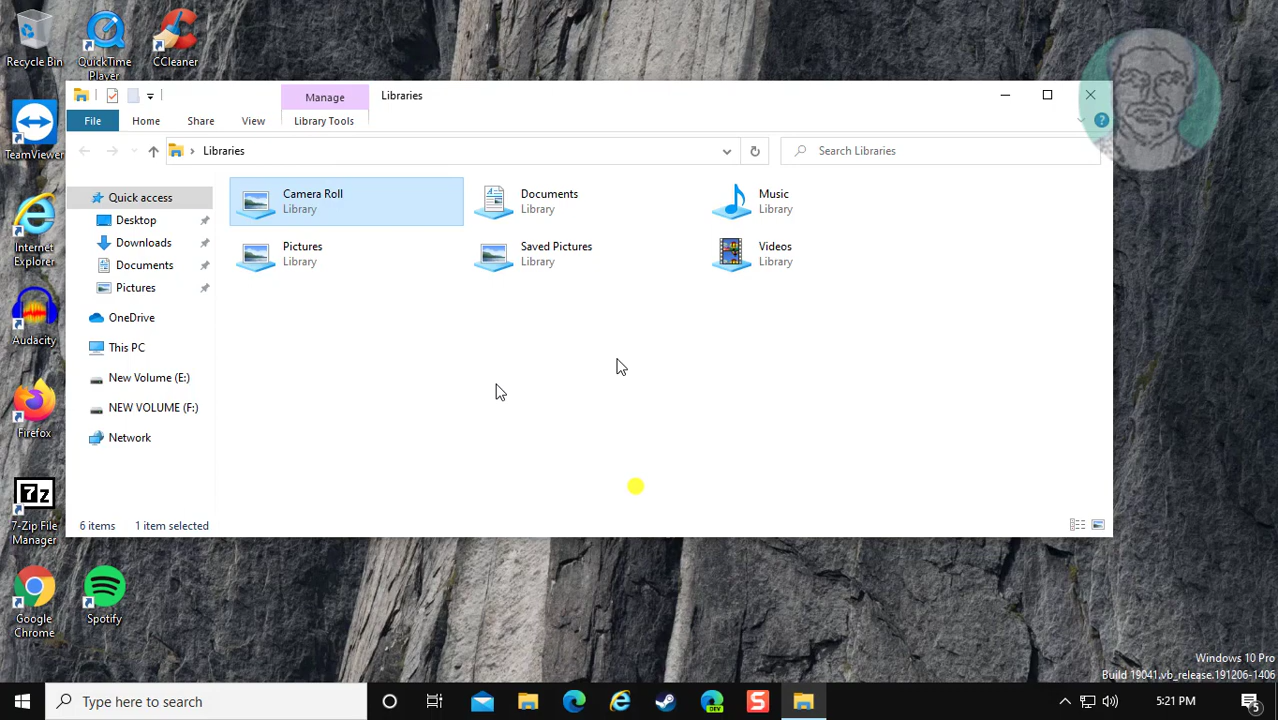 Recycle Bin
QuickTime Player
CCleaner
TeamViewer
Internet Explorer
Audacity
Firefox
7-Zip File Manager
Google Chrome
Spotify
Manage
Libraries
File
Home
Share
View
Library Tools
Libraries
Search Libraries
Quick access
Desktop
Downloads
Documents
Pictures
OneDrive
This PC
New Volume (E:)
NEW VOLUME (F:)
Network
Camera Roll
Library
Documents
Library
Music
Library
Pictures
Library
Saved Pictures
Library
Videos
Library
6 items
1 item selected
Windows 10 Pro
Build 19041.vb_release.191206-1406
Type here to search
DEV
S
5:21 PM
5